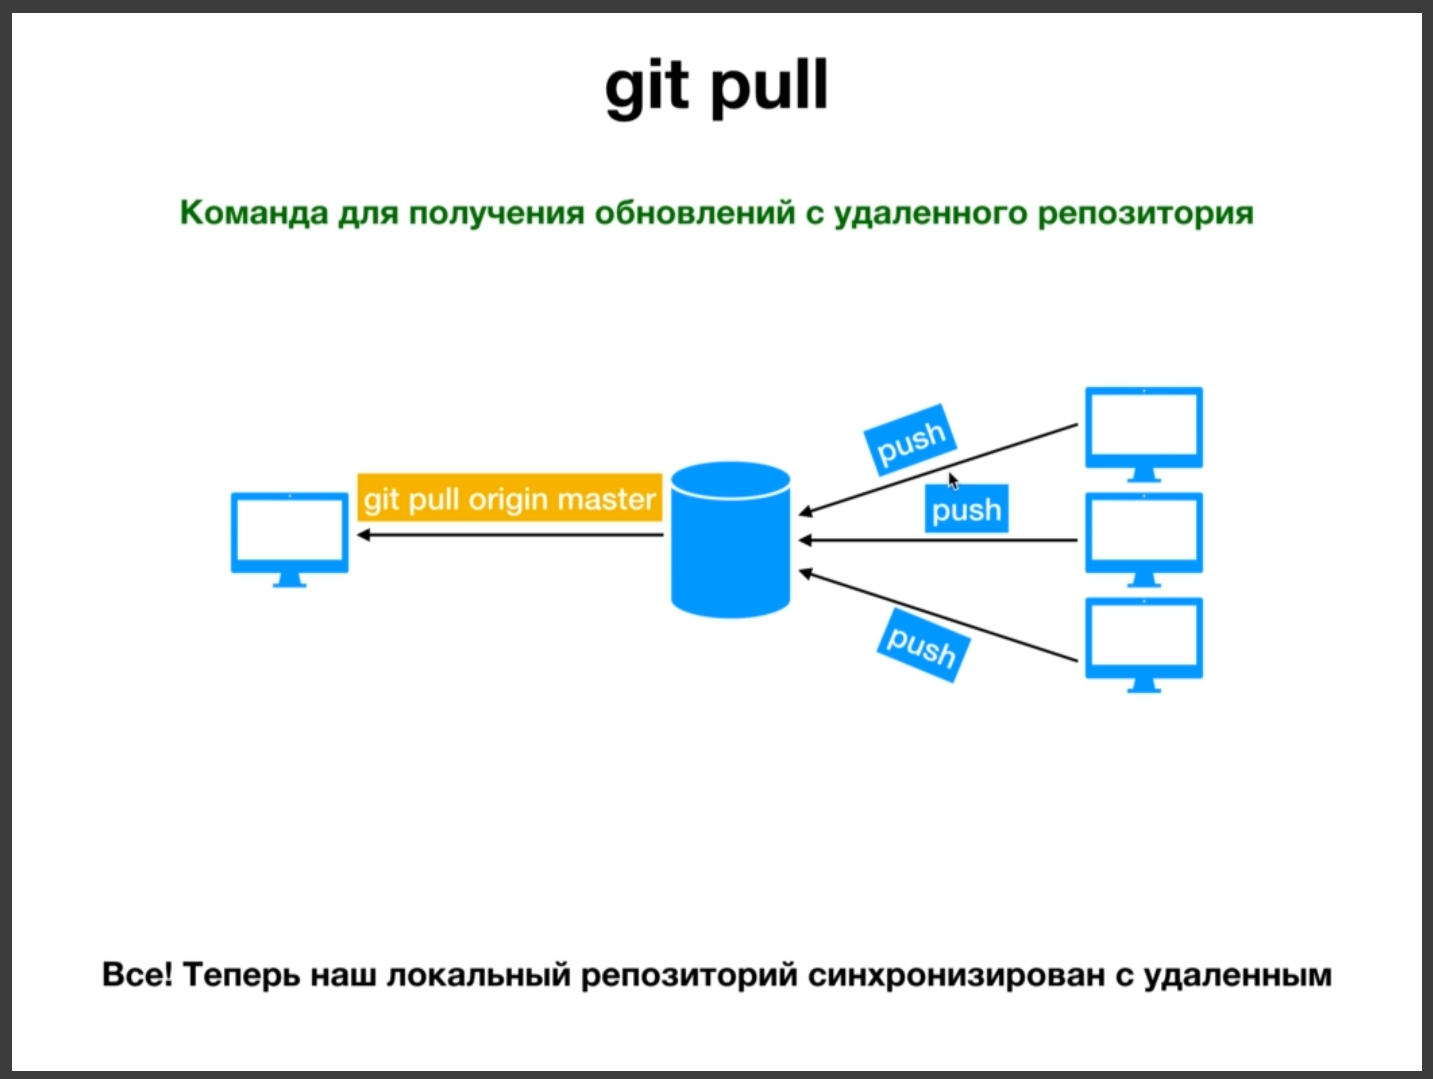 git pull
Команда для получения обновлений с удаленного репозитория
push
git pull origin master
push
push
Все! Теперь наш локальный репозиторий синхронизирован с удаленным